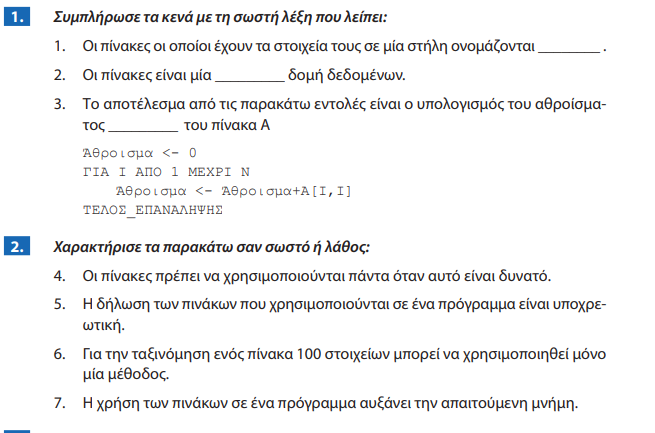 1. Συμπλήρωσε τα κενά με τη σωστή λέξη που λείπει:
1. Οι πίνακες οι οποίοι έχουν τα στοιχεία τους σε μία στήλη ονομάζονται ________ .
2. Οι πίνακες είναι μία _________ δομή δεδομένων.
3. Το αποτέλεσμα από τις παρακάτω εντολές είναι ο υπολογισμός του αθροίσμα-
τος _________ του πίνακα Α
Άθροισμα <- 0
ΓΙΑ Ι ΑΠΟ 1 ΜΕΧΡΙ Ν
Άθροισμα <- Άθροισμα+Α[Ι,Ι]
ΤΕΛΟΣ_ΕΠΑΝΑΛΗΨΗΣ
2. Χαρακτήρισε τα παρακάτω σαν σωστό ή λάθος:
4. Οι πίνακες πρέπει να χρησιμοποιούνται πάντα όταν αυτό είναι δυνατό.
5. Η δήλωση των πινάκων που χρησιμοποιούνται σε ένα πρόγραμμα είναι υποχρε-
ωτική.
6. Για την ταξινόμηση ενός πίνακα 100 στοιχείων μπορεί να χρησιμοποιηθεί μόνο
μία μέθοδος.
7. Η χρήση των πινάκων σε ένα πρόγραμμα αυξάνει την απαιτούμενη μνήμη.